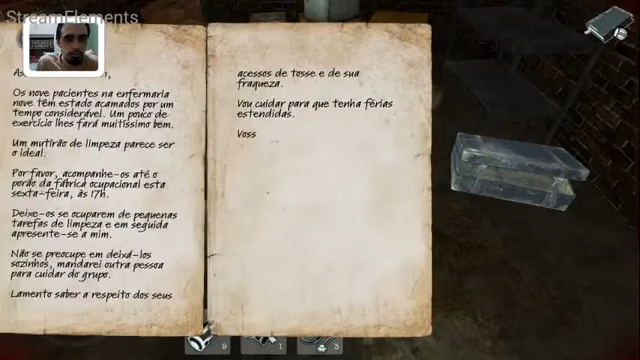 StreamElements
Os nove pacientes na enfermaria
nove têm estado acamados por um
tempo considerável. Um pouco de
exercício lhes fará muitíssimo bem.
Um mutirão de limpeza parece ser
o ideal.
Por favor, acompanhe-os até o
porão da fábrica ocupacional esta
sexta-feira, às 17h.
Deixe-os se ocuparem de pequenas
tarefas de limpeza e em seguida
apresente-se a mim.
Não se preocupe em deixá-los
sozinhos, mandarei outra pessoa
para cuidar do grupo.
Lamento saber a respeito dos seus
acessos de tosse e de sua
fraqueza.
Vou cuidar para que tenha férias
estendidas.
Voss
9
1
3